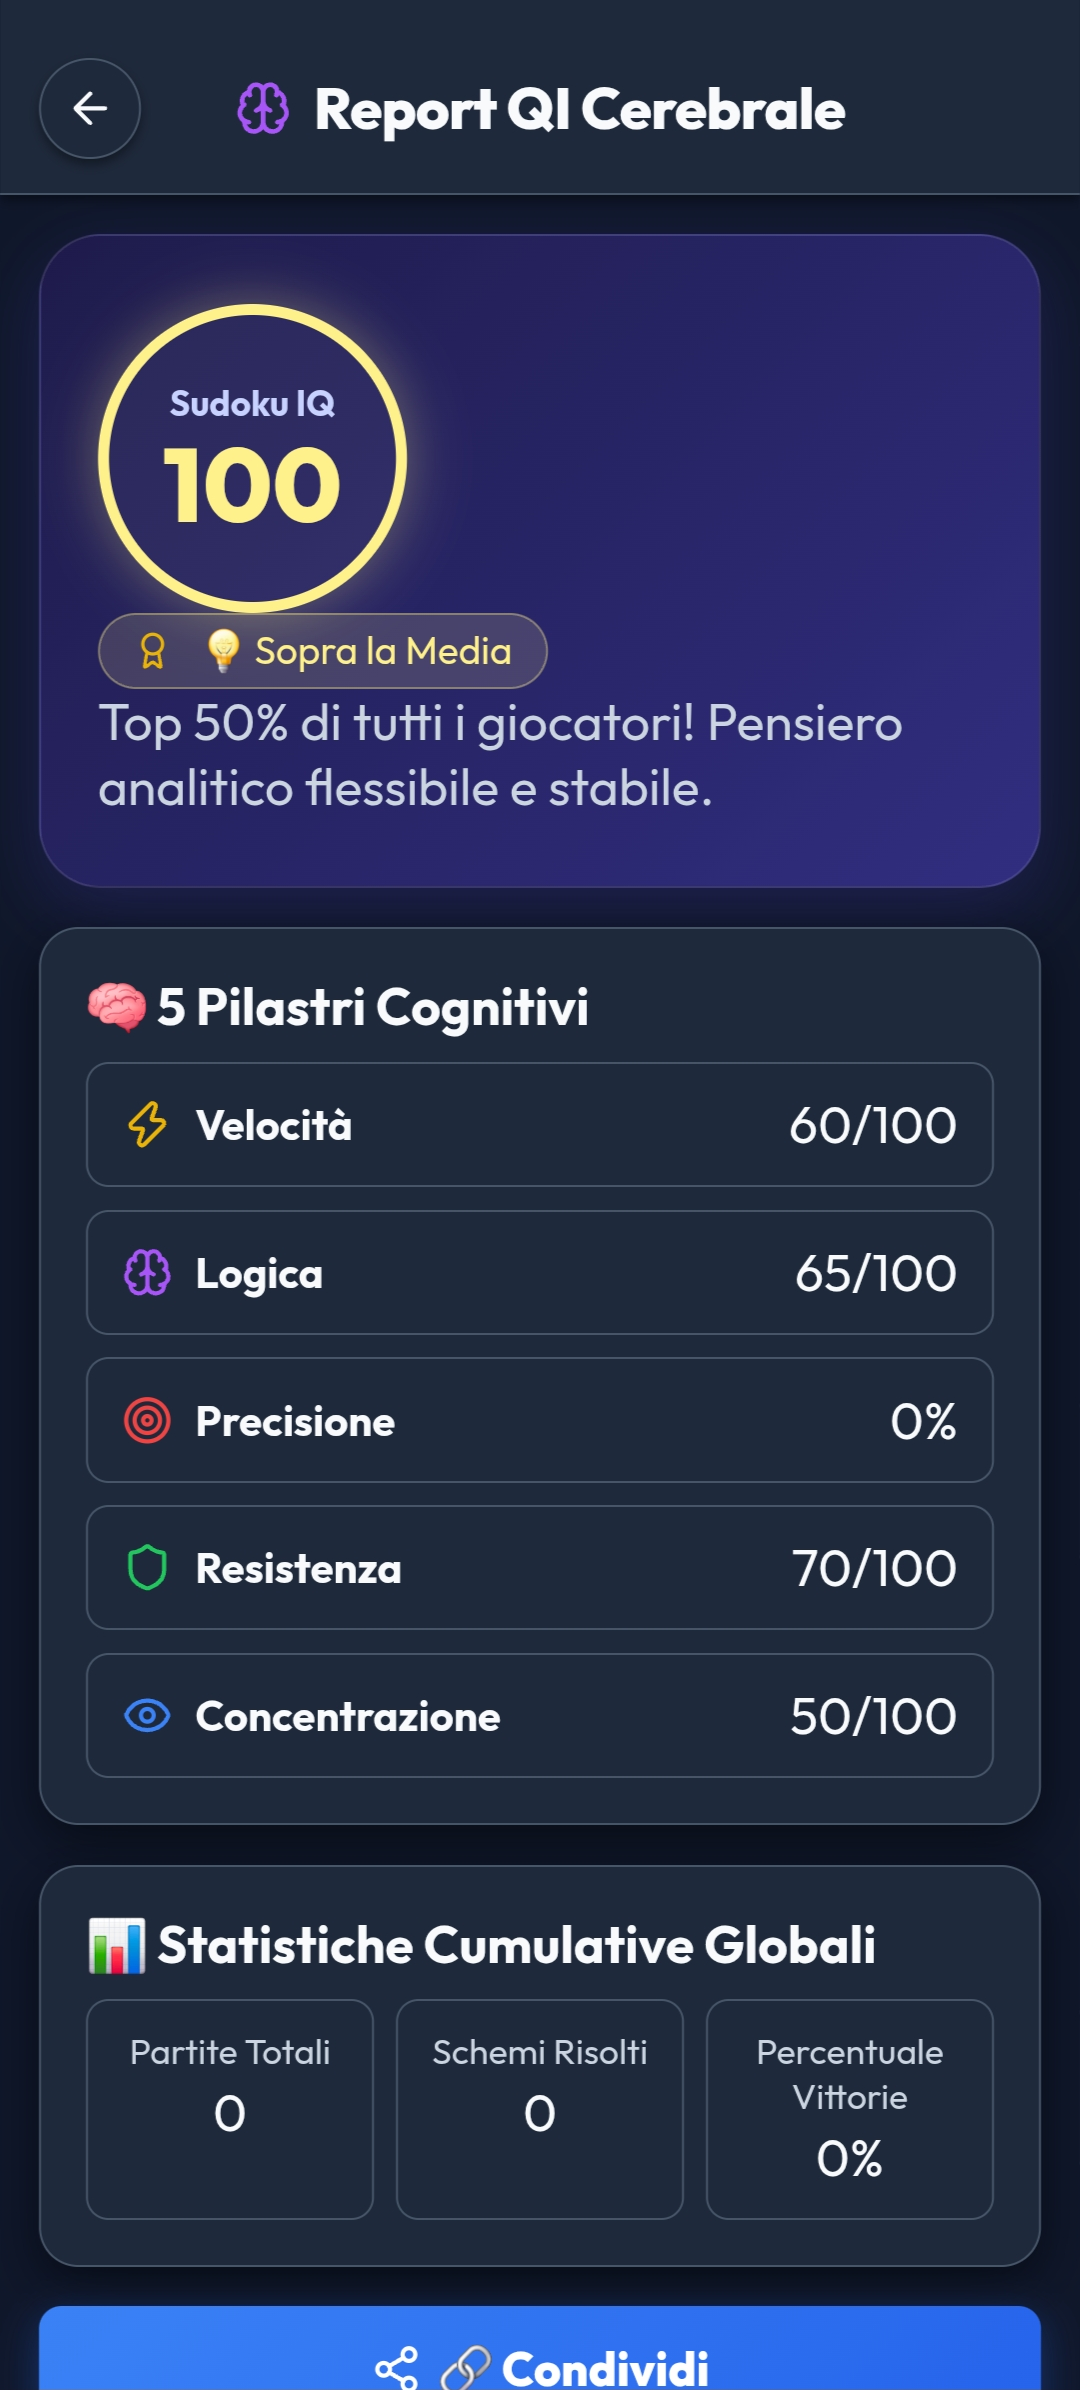 Report QI Cerebrale
Sudoku IQ
100
💡 Sopra la Media
Top 50% di tutti i giocatori! Pensiero
analitico flessibile e stabile.
🧠 5 Pilastri Cognitivi
Velocità 60/100
Logica 65/100
Precisione 0%
Resistenza 70/100
Concentrazione 50/100
📊 Statistiche Cumulative Globali
Partite Totali
0
Schemi Risolti
0
Percentuale
Vittorie
0%
🔗 Condividi